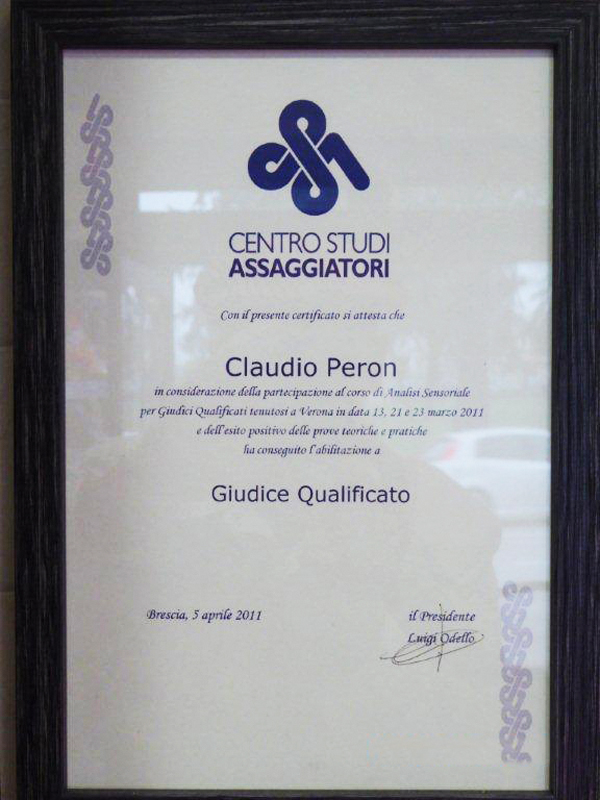 CENTRO STUDI
ASSAGGIATORI
Con il presente certificato si attesta che
Claudio Peron
in considerazione della partecipazione al corso di Analisi Sensoriale
per Giudici Qualificati tenutosi a Verona in data 13, 21 e 23 marzo 2011
e dell'esito positivo delle prove teoriche e pratiche
ha conseguito l'abilitazione a
Giudice Qualificato
Brescia, 5 aprile 2011
il Presidente
Luigi Odello